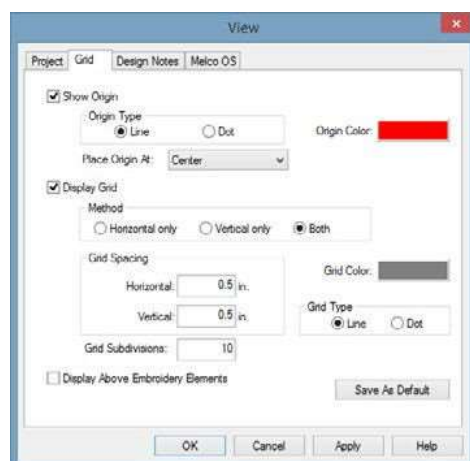 View
Project Grid Design Notes Melco OS
Show Origin
Origin Type
Line Dot
Origin Color:
Place Origin At: Center
Display Grid
Method
Horizontal only Vertical only Both
Grid Spacing
Horizontal: 0.5 in.
Grid Color:
Vertical: 0.5 in.
Grid Type
Line Dot
Grid Subdivisions: 10
Display Above Embroidery Elements
Save As Default
OK Cancel Apply Help